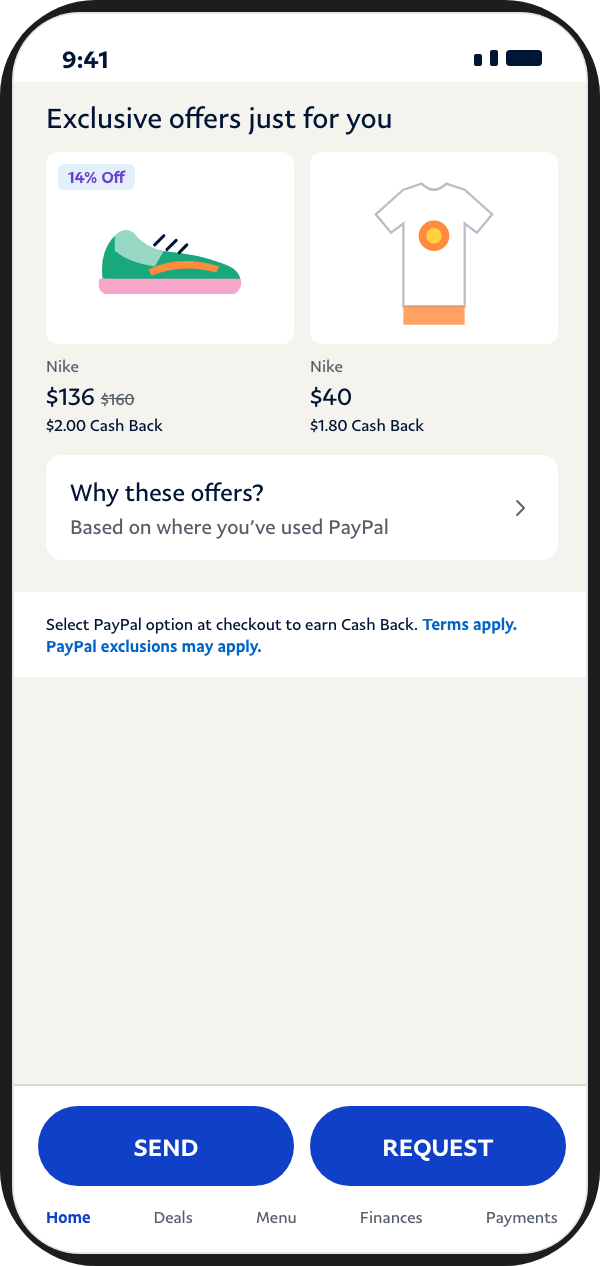 9:41
Exclusive offers just for you
14% Off
Nike
$136 $160
$2.00 Cash Back
Nike
$40
$1.80 Cash Back
Why these offers?
Based on where you’ve used PayPal
Select PayPal option at checkout to earn Cash Back. Terms apply.
PayPal exclusions may apply.
SEND
REQUEST
Home
Deals
Menu
Finances
Payments